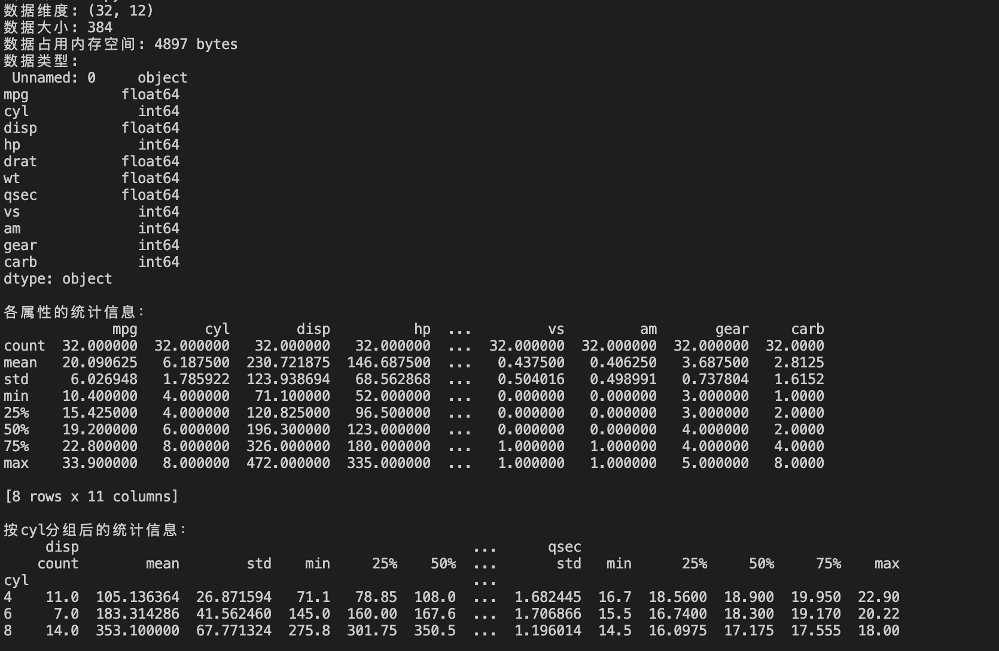 数据维度: (32, 12)
数据大小: 384
数据占用内存空间: 4897 bytes
数据类型:
 Unnamed: 0     object
mpg           float64
cyl             int64
disp          float64
hp              int64
drat          float64
wt            float64
qsec          float64
vs              int64
am              int64
gear            int64
carb            int64
dtype: object

各属性的统计信息:
             mpg        cyl        disp          hp  ...         vs         am       gear     carb
count  32.000000  32.000000   32.000000   32.000000  ...  32.000000  32.000000  32.000000  32.0000
mean   20.090625   6.187500  230.721875  146.687500  ...   0.437500   0.406250   3.687500   2.8125
std     6.026948   1.785922  123.938694   68.562868  ...   0.504016   0.498991   0.737804   1.6152
min    10.400000   4.000000   71.100000   52.000000  ...   0.000000   0.000000   3.000000   1.0000
25%    15.425000   4.000000  120.825000   96.500000  ...   0.000000   0.000000   3.000000   2.0000
50%    19.200000   6.000000  196.300000  123.000000  ...   0.000000   0.000000   4.000000   2.0000
75%    22.800000   8.000000  326.000000  180.000000  ...   1.000000   1.000000   4.000000   4.0000
max    33.900000   8.000000  472.000000  335.000000  ...   1.000000   1.000000   5.000000   8.0000

[8 rows x 11 columns]

按cyl分组后的统计信息:
     disp                                               ...      qsec
    count        mean        std    min     25%    50%  ...       std   min      25%     50%     75%    max
cyl                                                     ...
4    11.0  105.136364  26.871594   71.1   78.85  108.0  ...  1.682445  16.7  18.5600  18.900  19.950  22.90
6     7.0  183.314286  41.562460  145.0  160.00  167.6  ...  1.706866  15.5  16.7400  18.300  19.170  20.22
8    14.0  353.100000  67.771324  275.8  301.75  350.5  ...  1.196014  14.5  16.0975  17.175  17.555  18.00